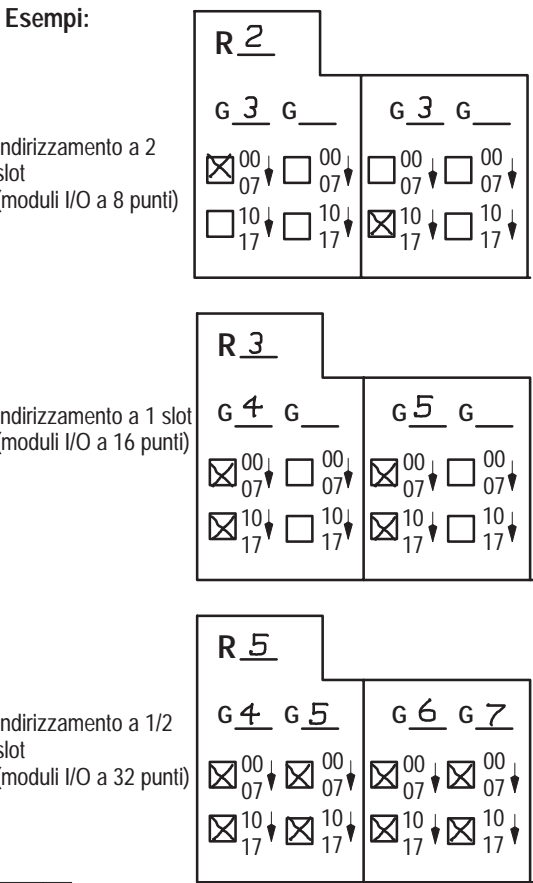 Esempi:
R 2
G 3 G G 3 G
ndirizzamento a 2
slot
(moduli I/O a 8 punti)
00 00 00 00
07 07 07 07
10 10 10 10
17 17 17 17
R 3
ndirizzamento a 1 slot
(moduli I/O a 16 punti)
G 4 G G 5 G
00 00 00 00
07 07 07 07
10 10 10 10
17 17 17 17
R 5
ndirizzamento a 1/2
slot
(moduli I/O a 32 punti)
G 4 G 5 G 6 G 7
00 00 00 00
07 07 07 07
10 10 10 10
17 17 17 17